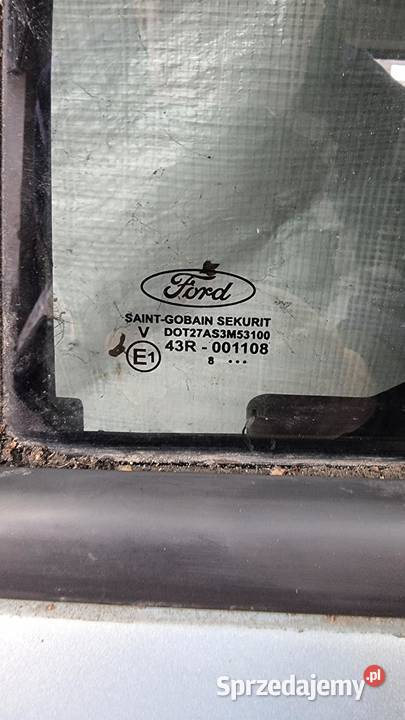 Ford
SAINT-GOBAIN SEKURIT
V DOT27AS3M53100
E1 43R - 001108
8 ...
Sprzedajemy.pl